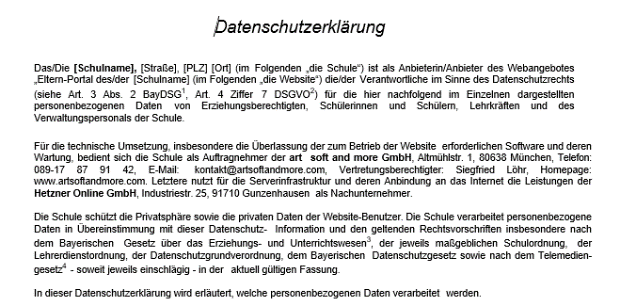 Datenschutzerklärung
Das/Die [Schulname], [Straße], [PLZ] [Ort] (im Folgenden „die Schule“) ist als Anbieterin/Anbieter des Webangebotes
„Eltern-Portal des/der [Schulname] (im Folgenden „die Website“) die/der Verantwortliche im Sinne des Datenschutzrechts
(siehe Art. 3 Abs. 2 BayDSG¹, Art. 4 Ziffer 7 DSGVO²) für die hier nachfolgend im Einzelnen dargestellten
personenbezogenen Daten von Erziehungsberechtigten, Schülerinnen und Schülern, Lehrkräften und des
Verwaltungspersonals der Schule.
Für die technische Umsetzung, insbesondere die Überlassung der zum Betrieb der Website erforderlichen Software und deren
Wartung, bedient sich die Schule als Auftragnehmer der art soft and more GmbH, Altmühlstr. 1, 80638 München, Telefon:
089-17 87 91 42, E-Mail: kontakt@artsoftandmore.com, Vertretungsberechtigter: Siegfried Löhr, Homepage:
www.artsoftandmore.com. Letztere nutzt für die Serverinfrastruktur und deren Anbindung an das Internet die Leistungen der
Hetzner Online GmbH, Industriestr. 25, 91710 Gunzenhausen als Nachunternehmer.
Die Schule schützt die Privatsphäre sowie die privaten Daten der Website-Benutzer. Die Schule verarbeitet personenbezogene
Daten in Übereinstimmung mit dieser Datenschutz- Information und den geltenden Rechtsvorschriften insbesondere nach
dem Bayerischen Gesetz über das Erziehungs- und Unterrichtswesen³, der jeweils maßgeblichen Schulordnung, der
Lehrerdienstordnung, der Datenschutzgrundverordnung, dem Bayerischen Datenschutzgesetz sowie nach dem Telemedien-
gesetz⁴ - soweit jeweils einschlägig - in der aktuell gültigen Fassung.
In dieser Datenschutzerklärung wird erläutert, welche personenbezogenen Daten verarbeitet werden.